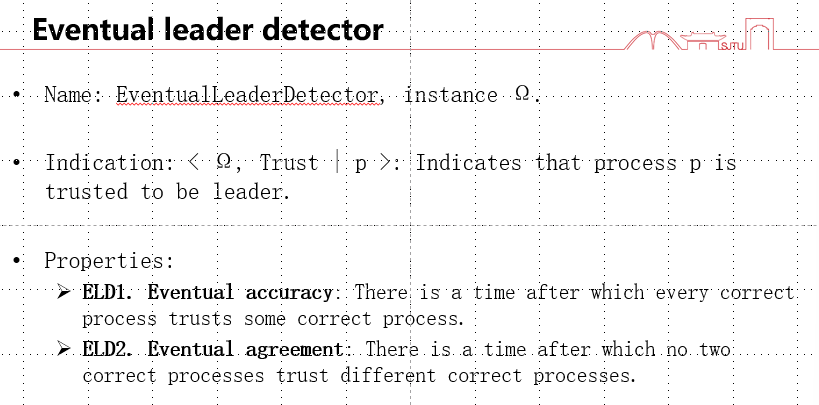 Eventual leader detector
SJTU
• Name: EventualLeaderDetector, instance Ω.
• Indication: < Ω, Trust | p >: Indicates that process p is
trusted to be leader.
• Properties:
➢ ELD1. Eventual accuracy: There is a time after which every correct
process trusts some correct process.
➢ ELD2. Eventual agreement: There is a time after which no two
correct processes trust different correct processes.